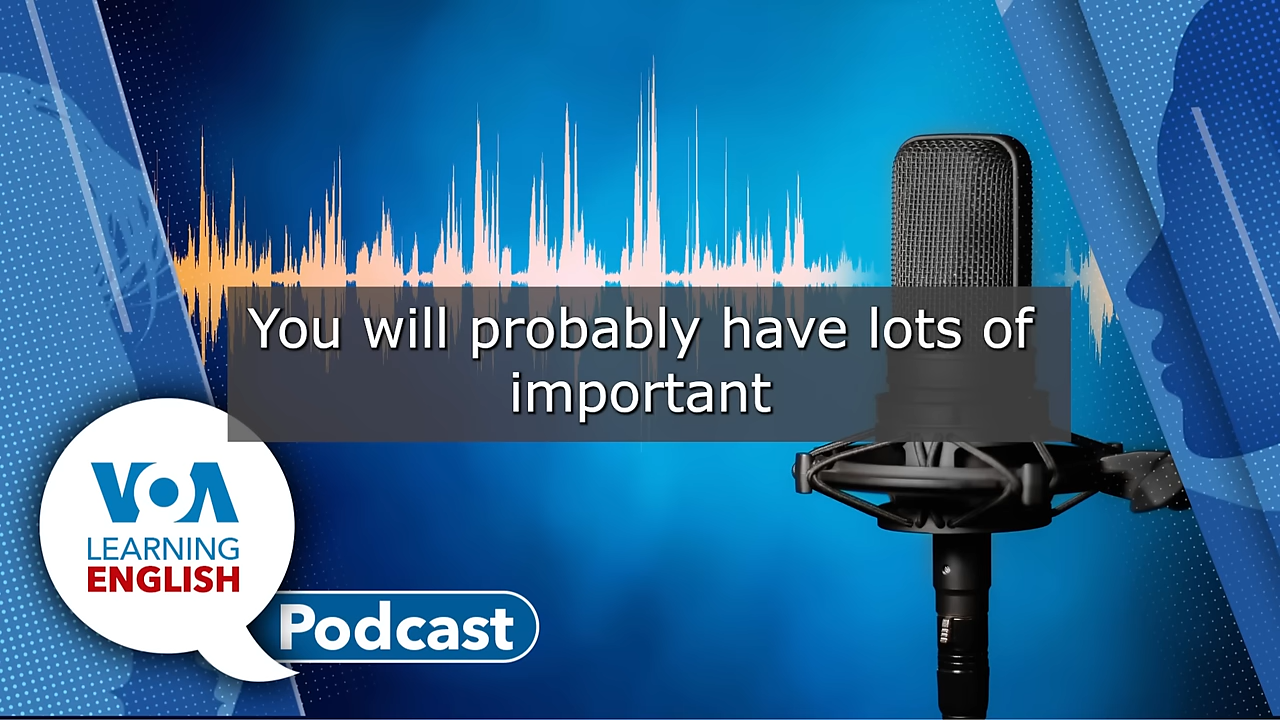 You will probably have lots of
important
VOA
LEARNING
ENGLISH
Podcast